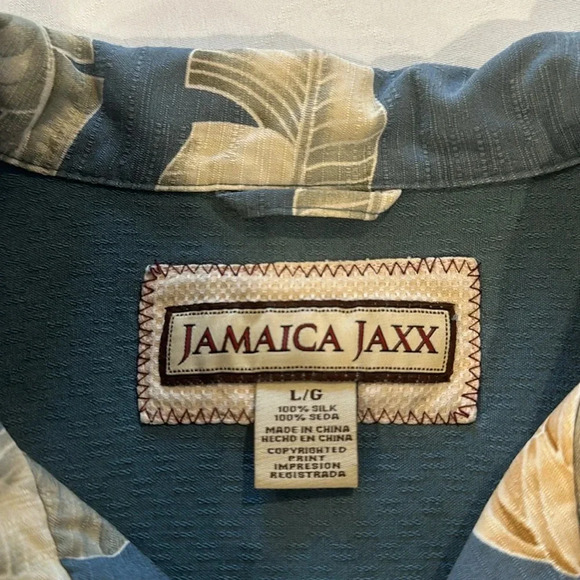 JAMAICA JAXX
L/G
100% SILK
100% SEDA
MADE IN CHINA
HECHO EN CHINA
COPYRIGHTED
PRINT
IMPRESION
REGISTRADA